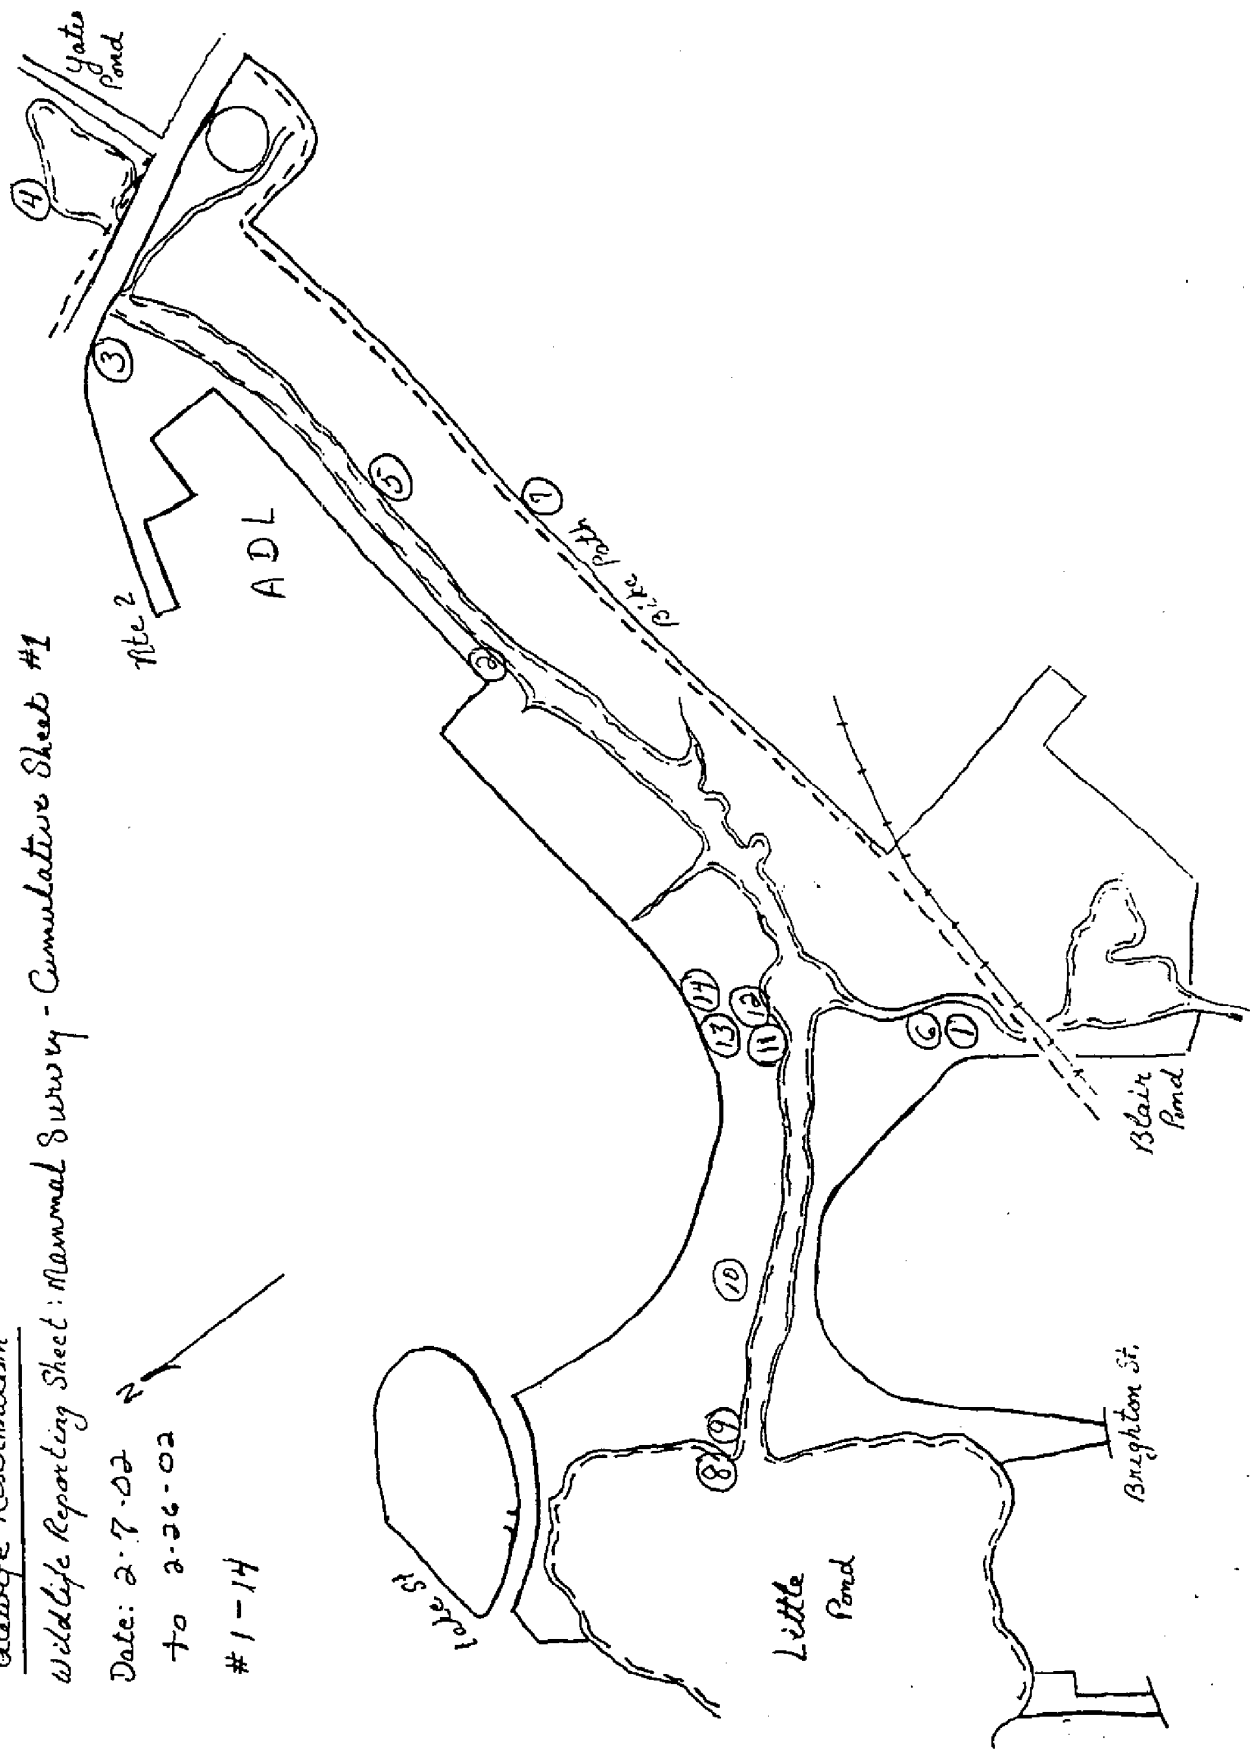 Wildlife Reporting Sheet: Mammal Survey - Cumulative Sheet #1
Date: 2-7-02
to 2-26-02
#1-14
N
Lake St
Little
Pond
Brighton St.
Blair
Pond
Rte 2
ADL
Bike Path
Yates
Pond
8
9
10
11
12
13
14
6
1
2
5
7
3
4